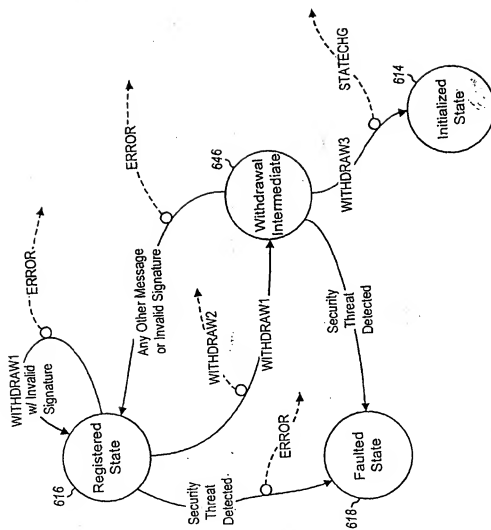 WITHDRAW1
w/ Invalid
Signature
ERROR
616
Registered
State
Any Other Message
or Invalid Signature
ERROR
WITHDRAW2
WITHDRAW1
646
Withdrawal
Intermediate
STATECHG
WITHDRAW3
614
Initialized
State
Security
Threat
Detected
ERROR
Security
Threat
Detected
618
Faulted
State